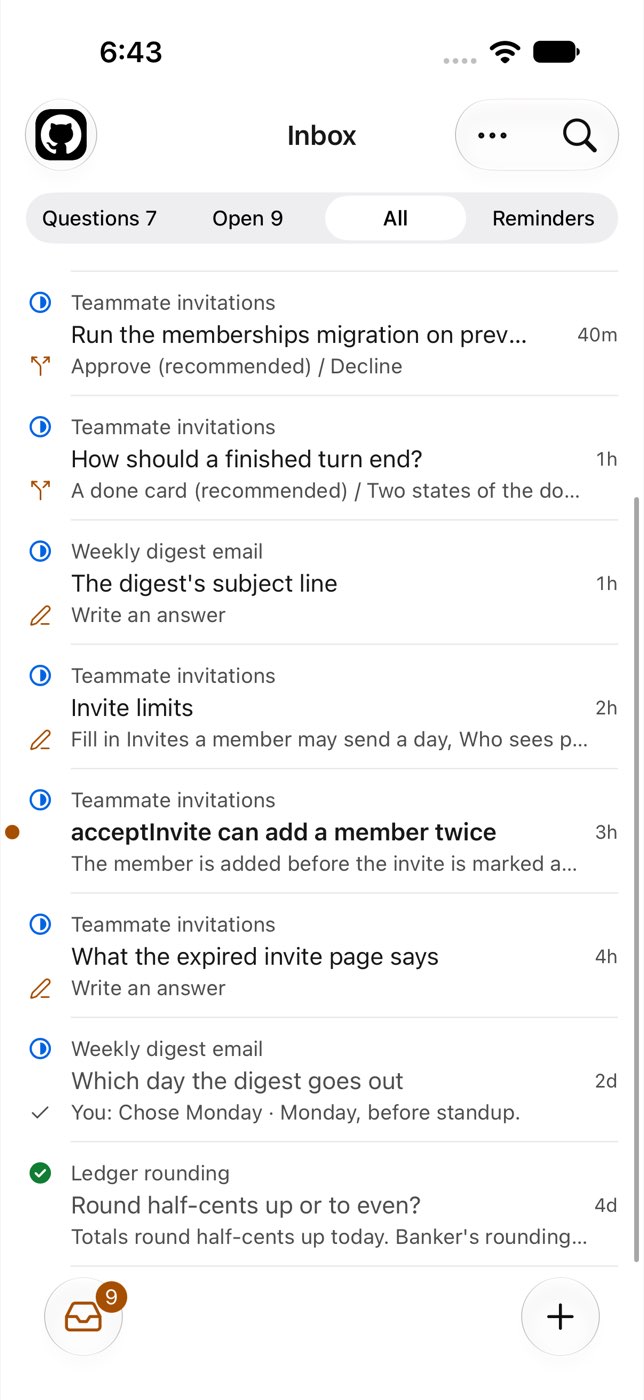 6:43
Inbox
Questions 7 Open 9 All Reminders
Teammate invitations
Run the memberships migration on prev... 40m
Approve (recommended) / Decline
Teammate invitations
How should a finished turn end? 1h
A done card (recommended) / Two states of the do...
Weekly digest email
The digest's subject line 1h
Write an answer
Teammate invitations
Invite limits 2h
Fill in Invites a member may send a day, Who sees p...
Teammate invitations
acceptInvite can add a member twice 3h
The member is added before the invite is marked a...
Teammate invitations
What the expired invite page says 4h
Write an answer
Weekly digest email
Which day the digest goes out 2d
You: Chose Monday · Monday, before standup.
Ledger rounding
Round half-cents up or to even? 4d
Totals round half-cents up today. Banker's rounding...
9